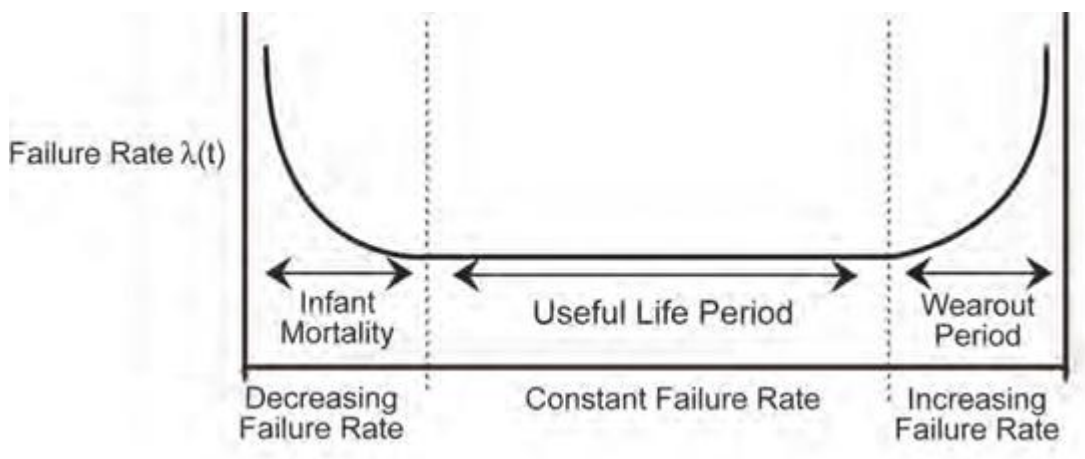 Failure Rate λ(t)
Infant
Mortality
Useful Life Period
Wearout
Period
Decreasing
Failure Rate
Constant Failure Rate
Increasing
Failure Rate